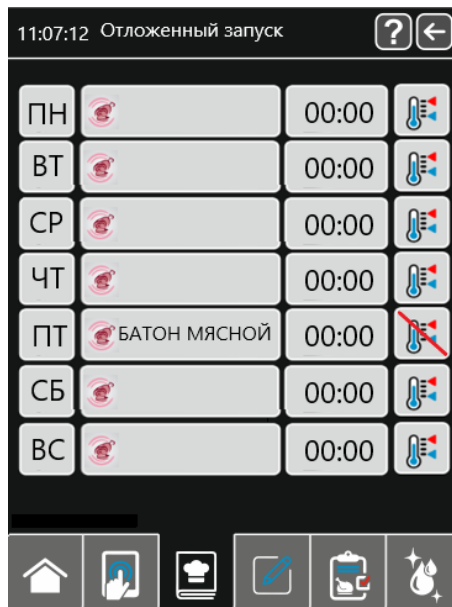 11:07:12 Отложенный запуск ?
ПН 00:00
ВТ 00:00
СР 00:00
ЧТ 00:00
ПТ БАТОН МЯСНОЙ 00:00
СБ 00:00
ВС 00:00